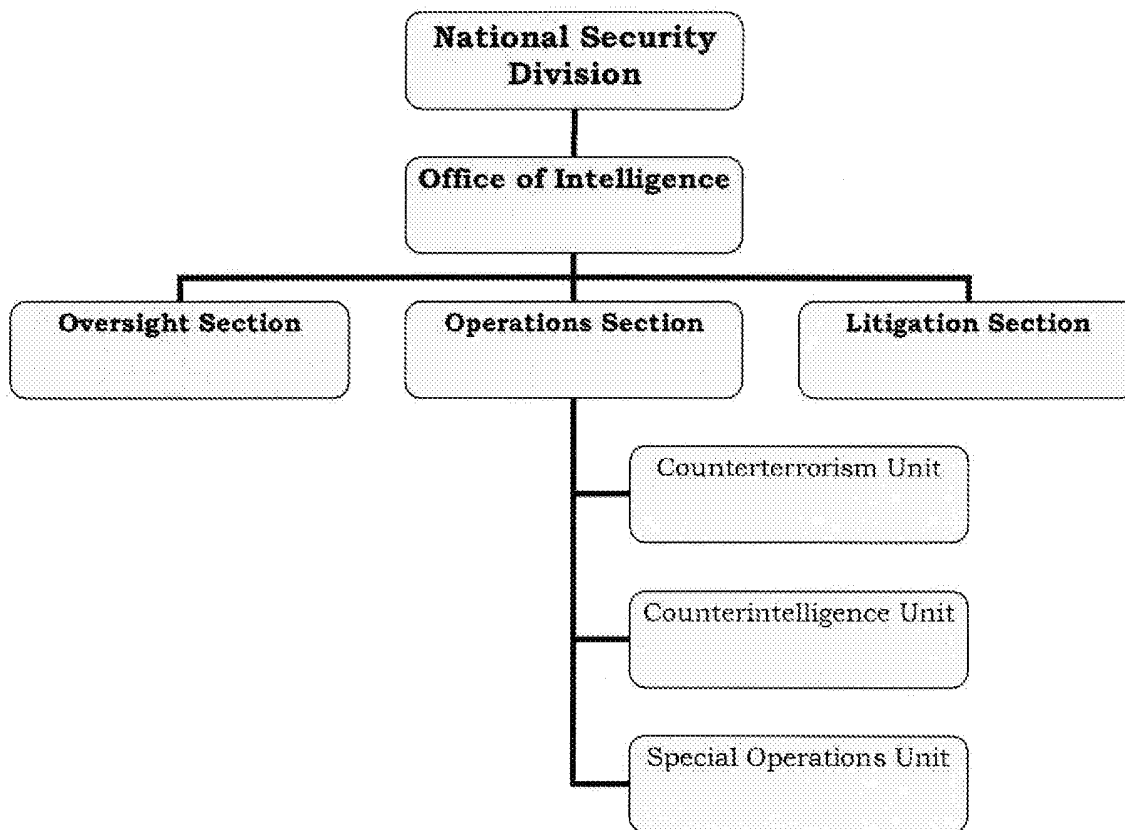 National Security
Division
Office of Intelligence
Oversight Section
Operations Section
Litigation Section
Counterterrorism Unit
Counterintelligence Unit
Special Operations Unit